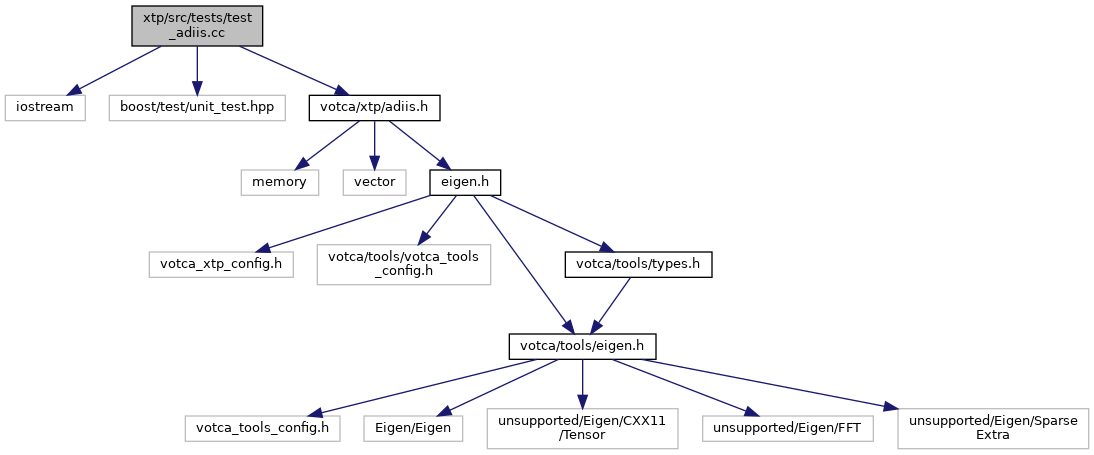 xtp/src/tests/test
_adiis.cc
iostream
boost/test/unit_test.hpp
votca/xtp/adiis.h
memory
vector
eigen.h
votca_xtp_config.h
votca/tools/votca_tools
_config.h
votca/tools/types.h
votca/tools/eigen.h
votca_tools_config.h
Eigen/Eigen
unsupported/Eigen/CXX11
/Tensor
unsupported/Eigen/FFT
unsupported/Eigen/Sparse
Extra